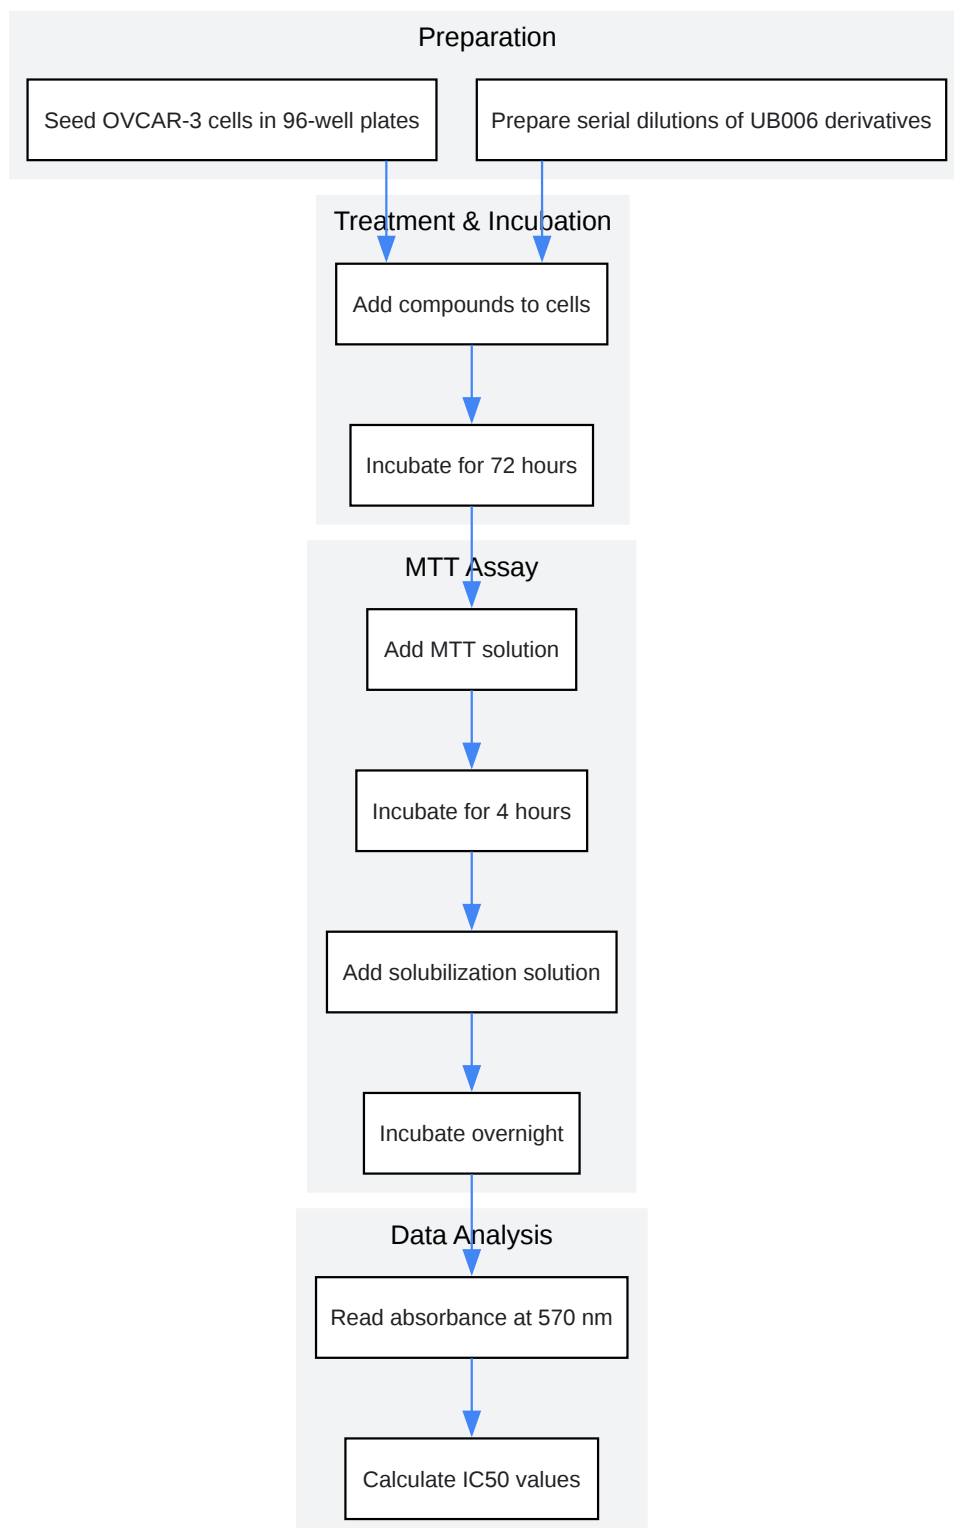 Preparation
Seed OVCAR-3 cells in 96-well plates
Prepare serial dilutions of UB006 derivatives
Treatment & Incubation
Add compounds to cells
Incubate for 72 hours
MTT Assay
Add MTT solution
Incubate for 4 hours
Add solubilization solution
Incubate overnight
Data Analysis
Read absorbance at 570 nm
Calculate IC50 values